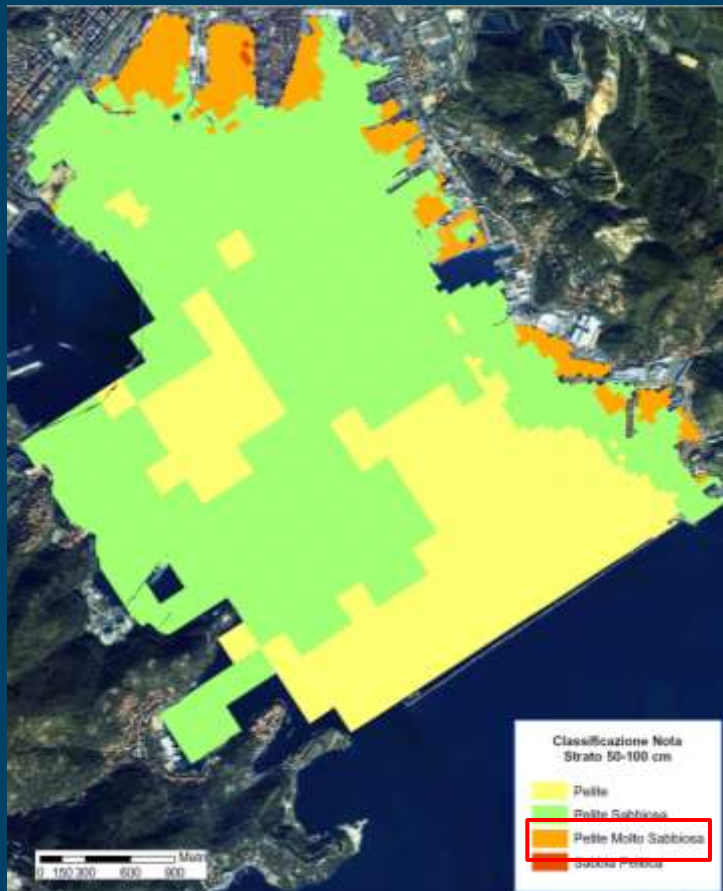 Classificazione Nota
Strato 50-100 cm
Pelite
Pelite Sabbiosa
Pelite Molto Sabbiosa
Sabbia Pelitica
Metri
0 150 300 600 900